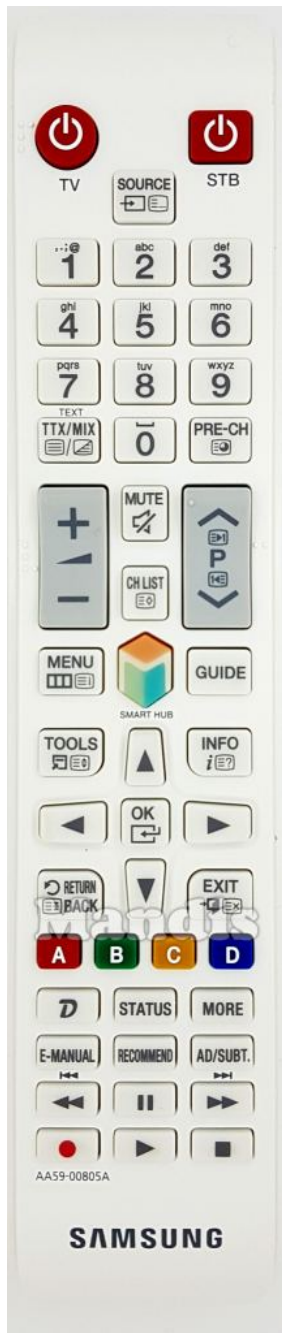 TV STB
SOURCE
.,;@ abc def
1 2 3
ghi jkl mno
4 5 6
pqrs tuv wxyz
7 8 9
TEXT
TTX/MIX 0 PRE-CH
MUTE
+ P
−
CH LIST
MENU GUIDE
SMART HUB
TOOLS INFO
OK
RETURN EXIT
BACK
Mandis
A B C D
D STATUS MORE
E-MANUAL RECOMMEND AD/SUBT.
AA59-00805A
SAMSUNG